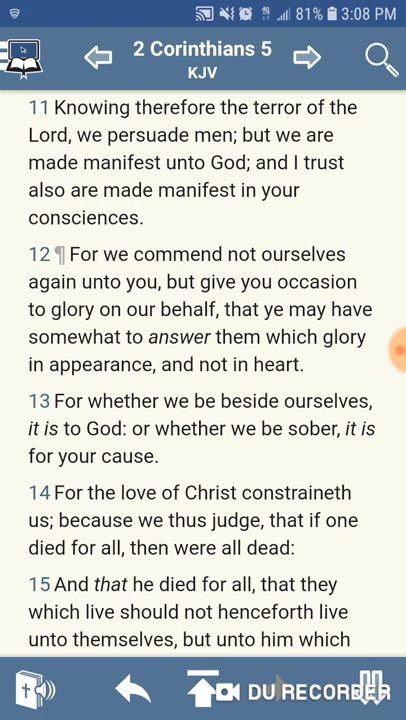 81% 3:08 PM
2 Corinthians 5
KJV
11 Knowing therefore the terror of the
Lord, we persuade men; but we are
made manifest unto God; and I trust
also are made manifest in your
consciences.
12 ¶ For we commend not ourselves
again unto you, but give you occasion
to glory on our behalf, that ye may have
somewhat to answer them which glory
in appearance, and not in heart.
13 For whether we be beside ourselves,
it is to God: or whether we be sober, it is
for your cause.
14 For the love of Christ constraineth
us; because we thus judge, that if one
died for all, then were all dead:
15 And that he died for all, that they
which live should not henceforth live
unto themselves, but unto him which
DU RECORDER